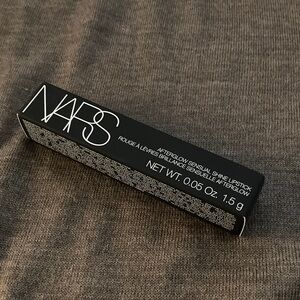 NARS
AFTERGLOW SENSUAL SHINE LIPSTICK
ROUGE À LÈVRES BRILLANCE SENSUELLE AFTERGLOW
NET WT. 0.05 Oz. 1.5 g